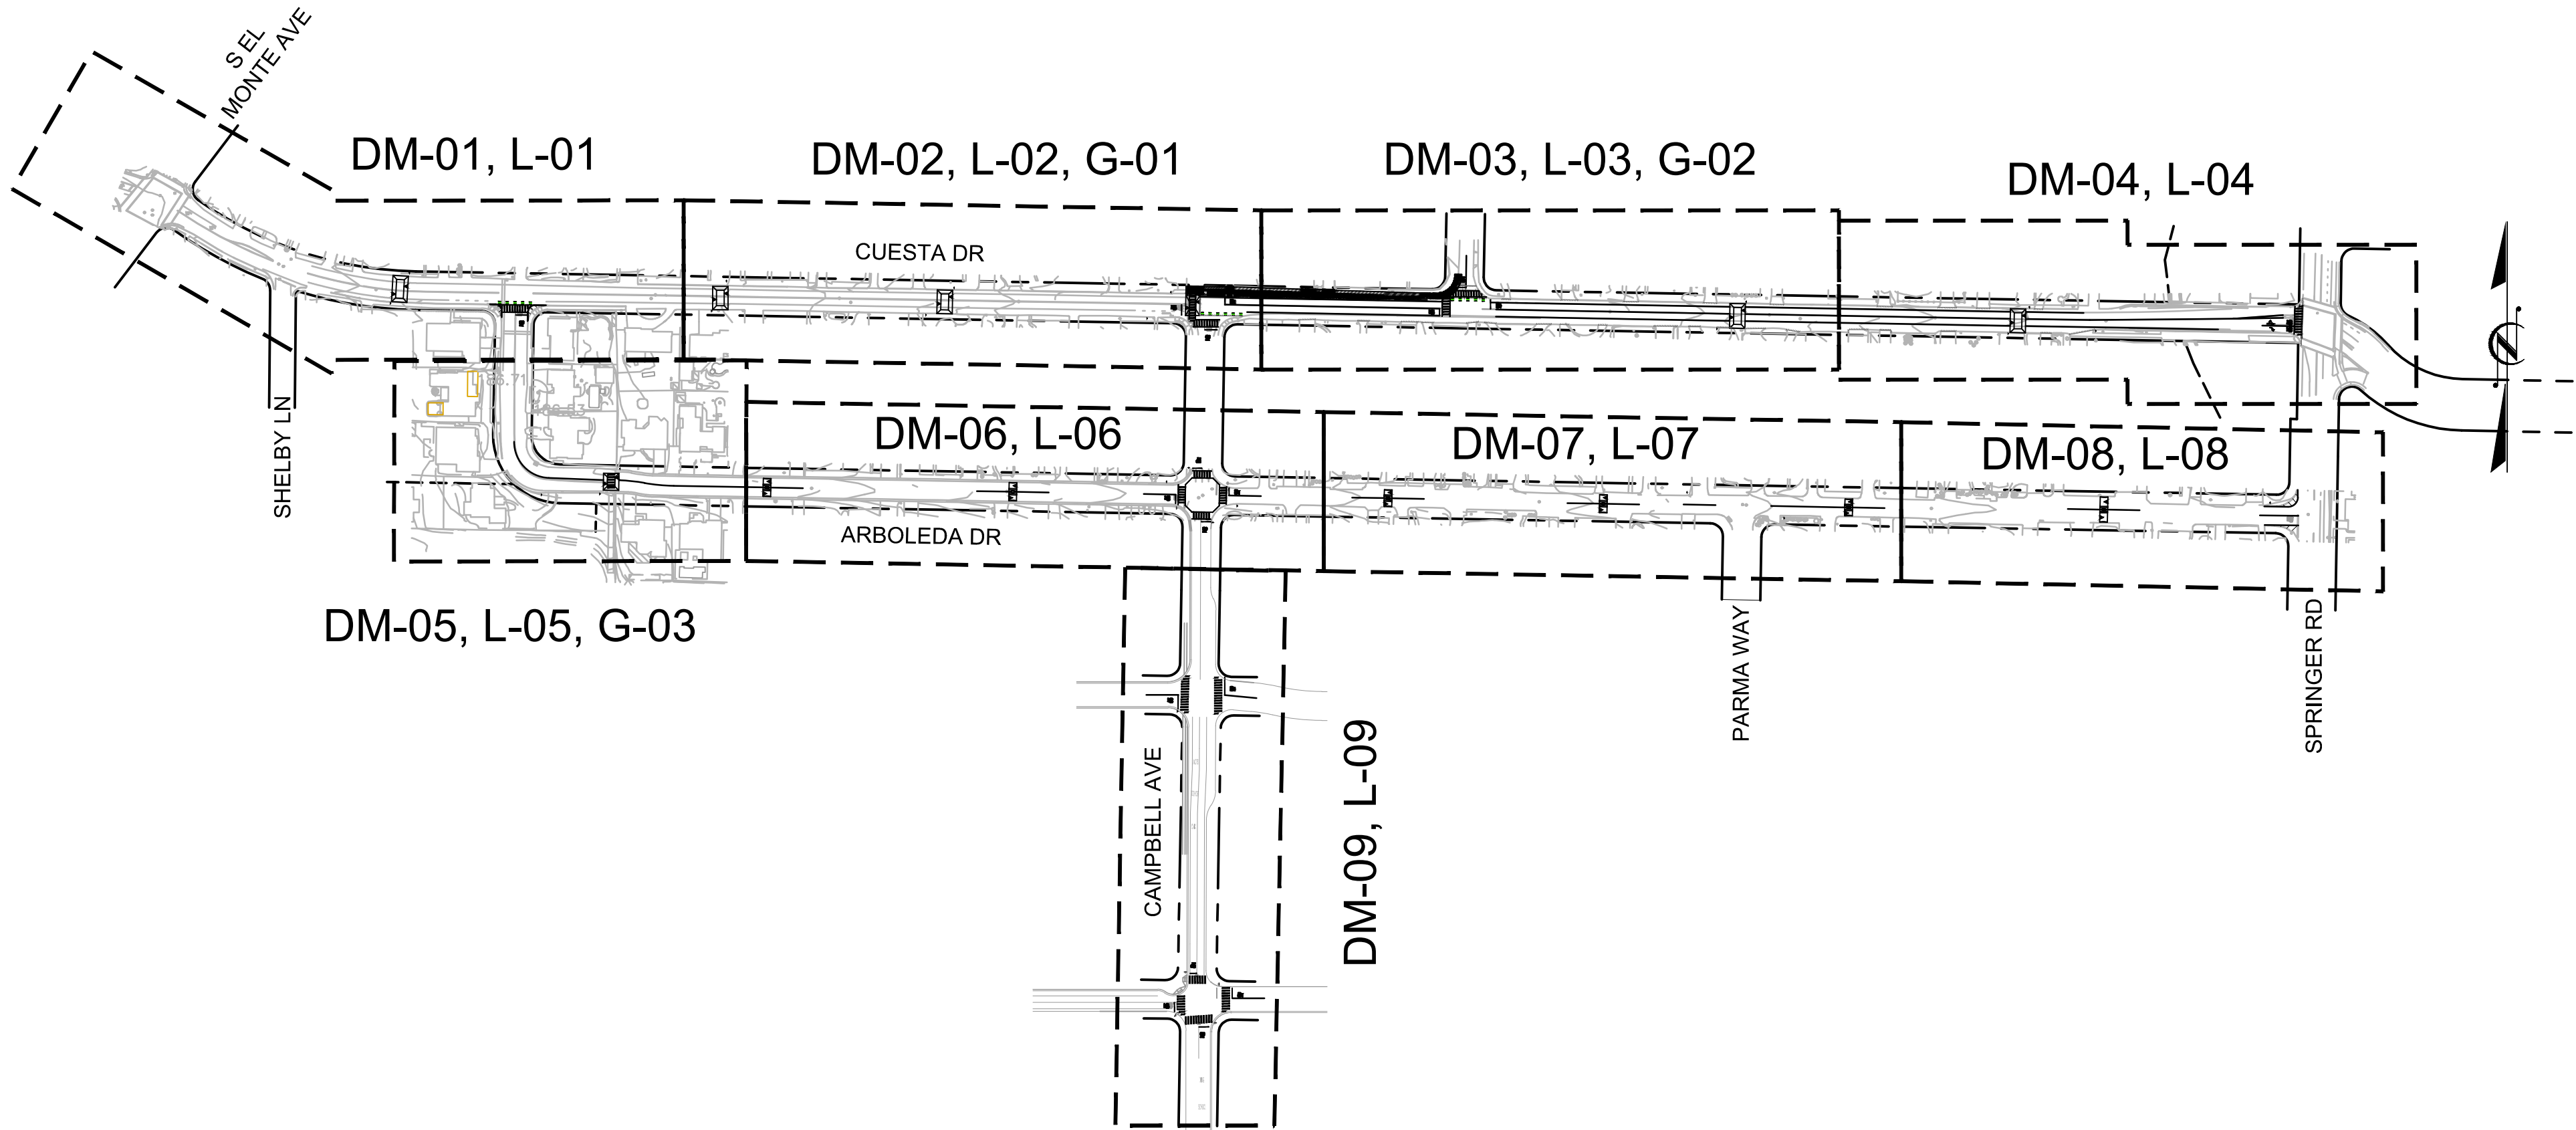 S EL
MONTE AVE
DM-01, L-01
DM-02, L-02, G-01
DM-03, L-03, G-02
DM-04, L-04
CUESTA DR
SHELBY LN
DM-06, L-06
DM-07, L-07
DM-08, L-08
ARBOLEDA DR
DM-05, L-05, G-03
CAMPBELL AVE
DM-09, L-09
PARMA WAY
SPRINGER RD